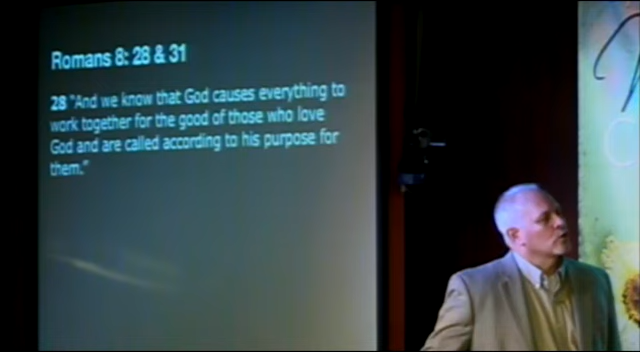 Romans 8: 28 & 31
28 "And we know that God causes everything to
work together for the good of those who love
God and are called according to his purpose for
them."